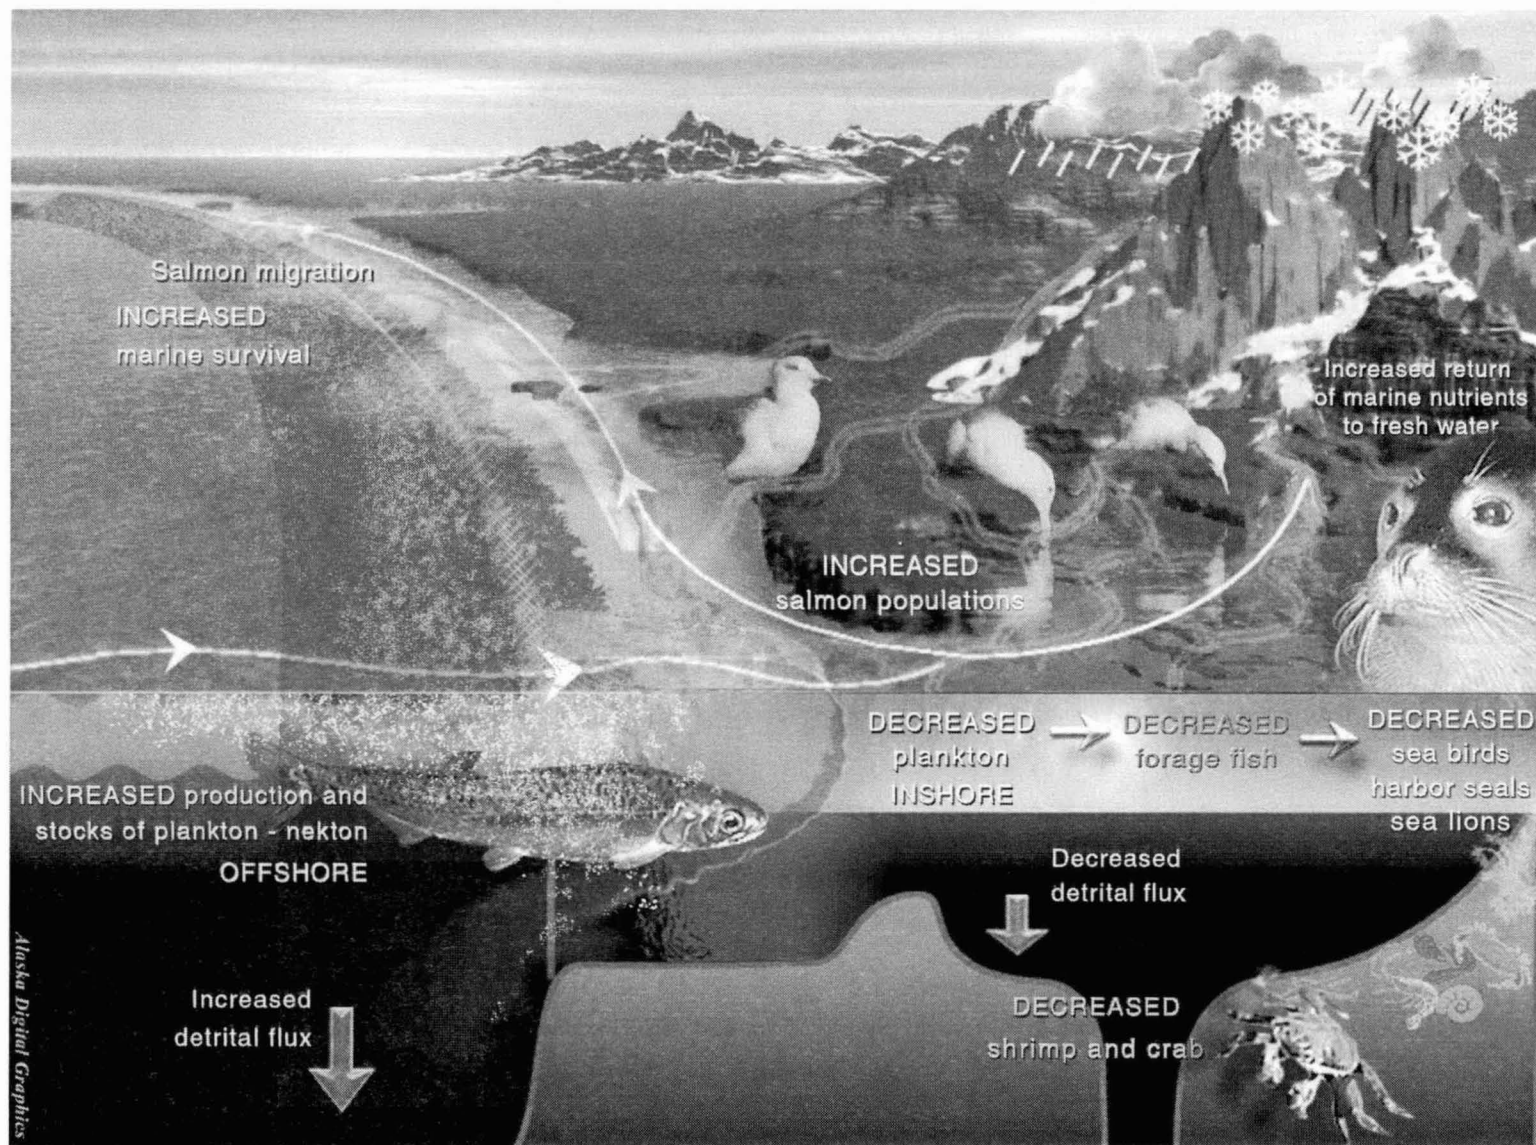 Salmon migration
INCREASED
marine survival
Increased return
of marine nutrients
to fresh water
INCREASED
salmon populations
DECREASED
plankton
INSHORE
DECREASED
forage fish
DECREASED
sea birds
harbor seals
sea lions
INCREASED production and
stocks of plankton - nekton
OFFSHORE
Decreased
detrital flux
Increased
detrital flux
DECREASED
shrimp and crab
Alaska Digital Graphics